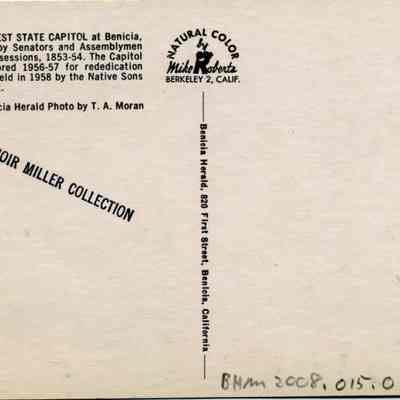 EST STATE CAPITOL at Benicia,
by Senators and Assemblymen
sessions, 1853-54. The Capitol
ored 1956-57 for rededication
eld in 1958 by the Native Sons
cia Herald Photo by T. A. Moran
NATURAL COLOR
by
Mike Roberts
BERKELEY 2, CALIF.
OIR MILLER COLLECTION
Benicia Herald, 820 First Street, Benicia, California
BHM 2008.015.0